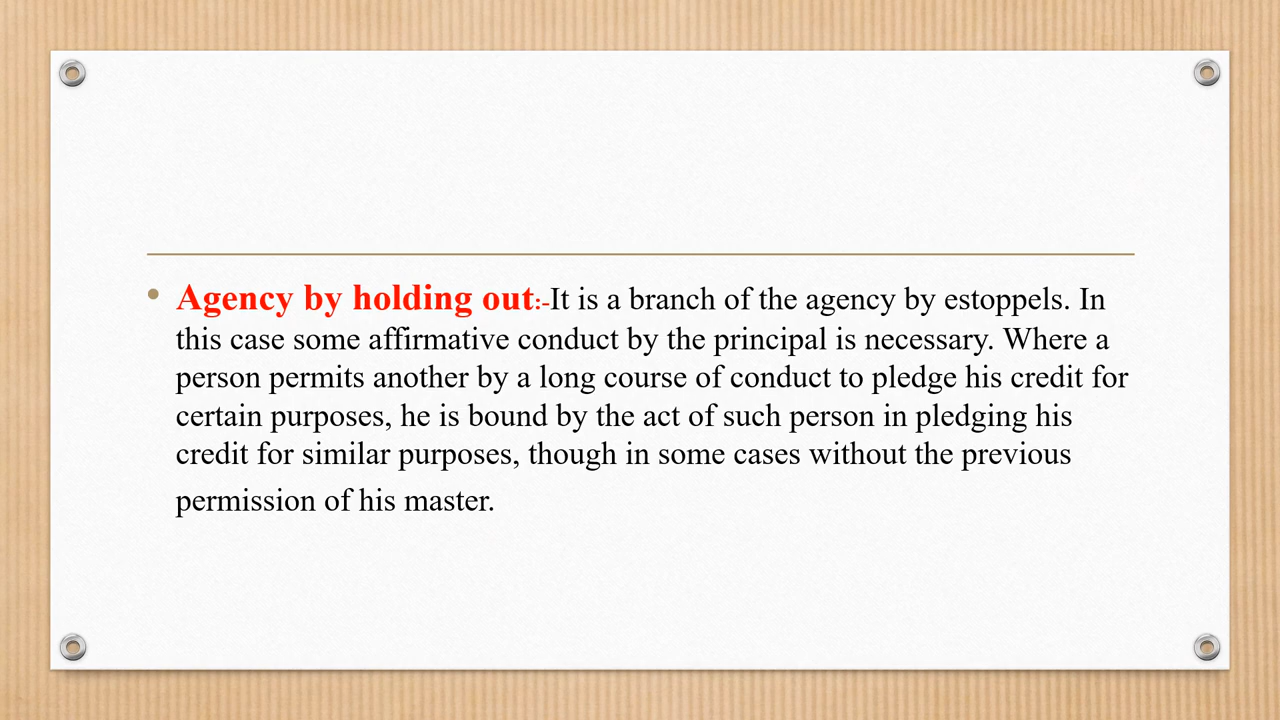 Agency by holding out:-It is a branch of the agency by estoppels. In
this case some affirmative conduct by the principal is necessary. Where a
person permits another by a long course of conduct to pledge his credit for
certain purposes, he is bound by the act of such person in pledging his
credit for similar purposes, though in some cases without the previous
permission of his master.